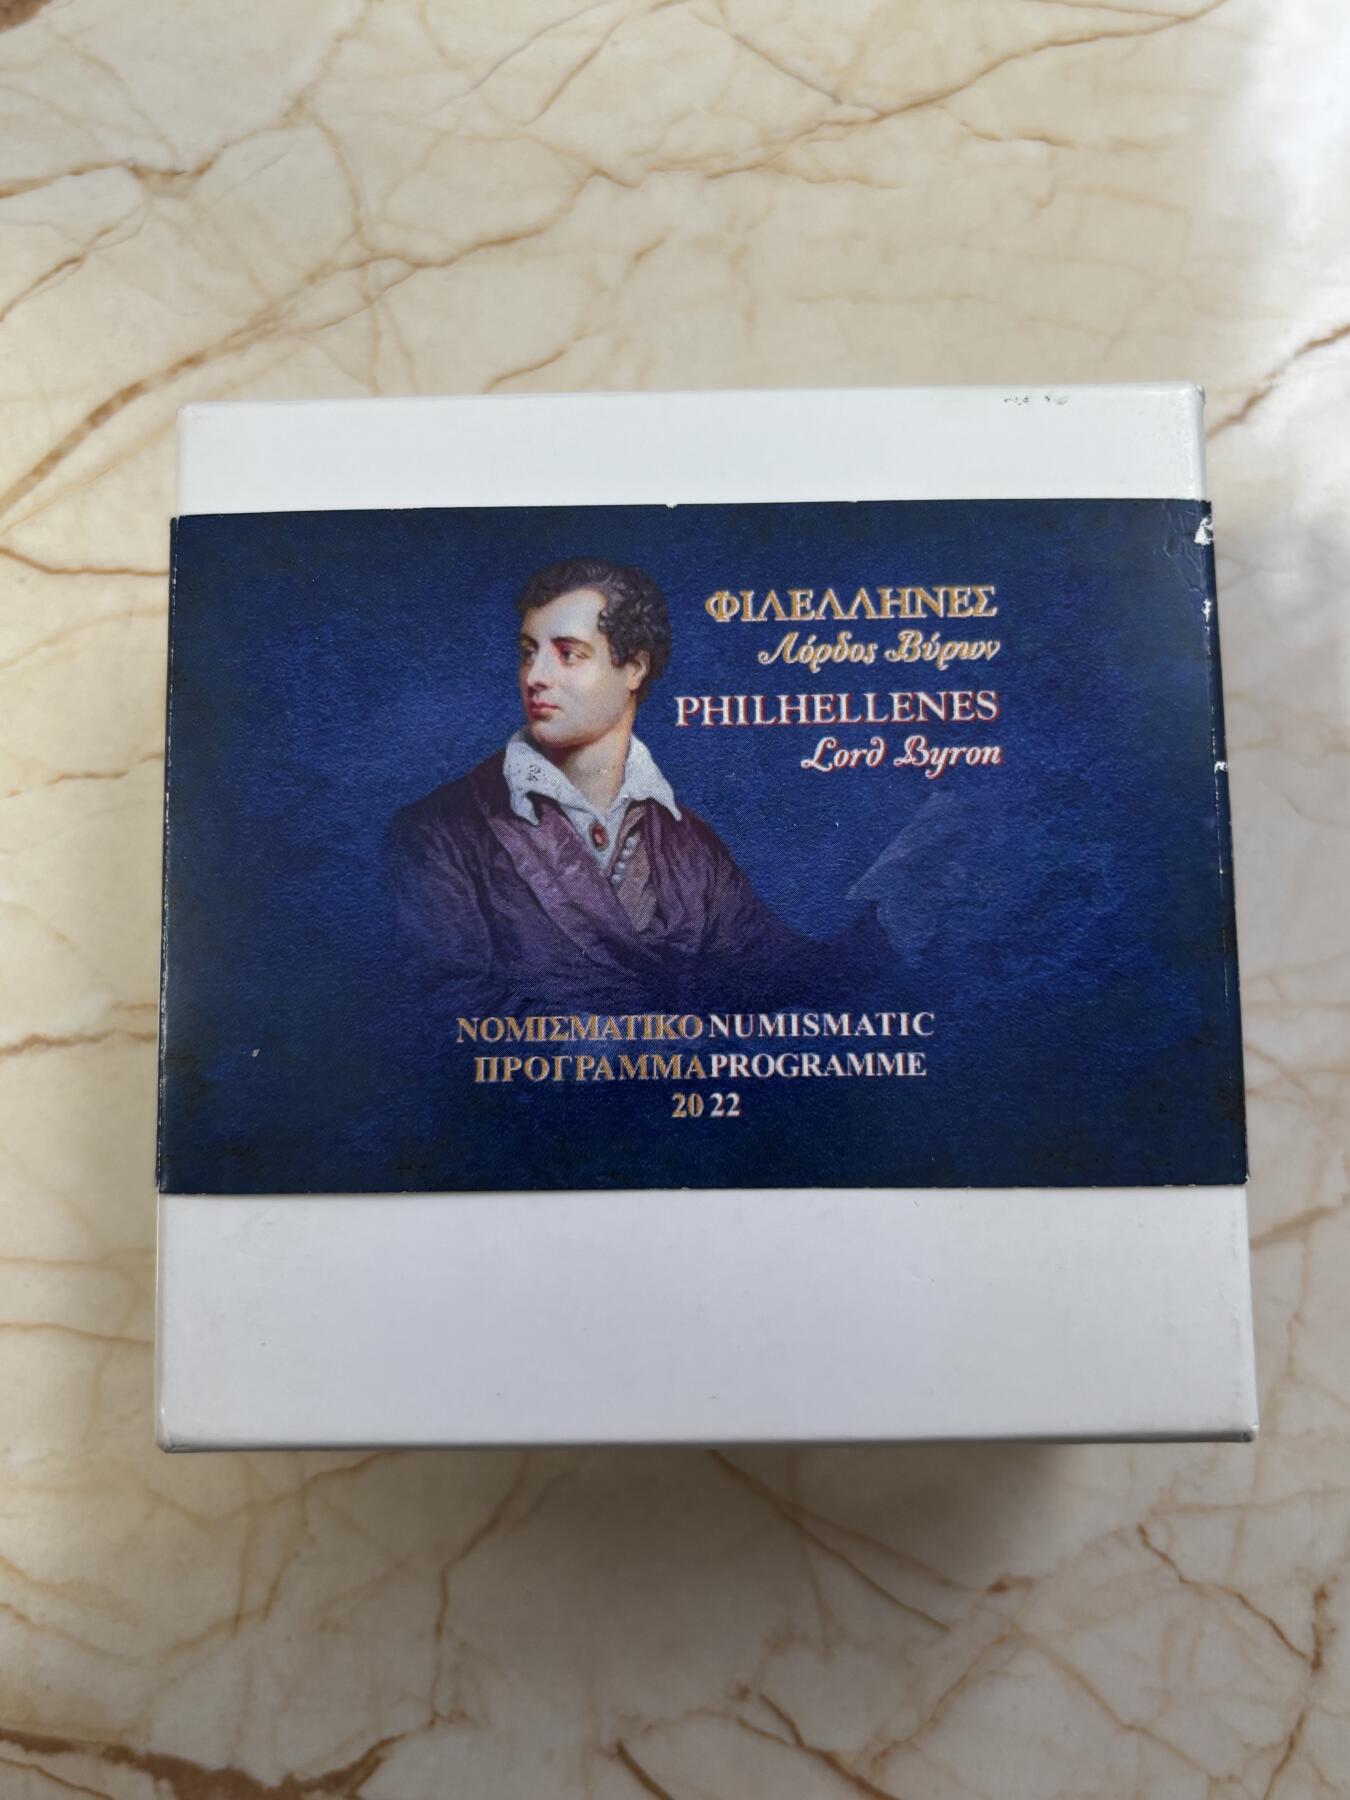 ΦΙΛΕΛΛΗΝΕΣ
Λόρδος Βύρων
PHILHELLENES
Lord Byron
ΝΟΜΙΣΜΑΤΙΚΟ NUMISMATIC
ΠΡΟΓΡΑΜΜΑ PROGRAMME
20 22